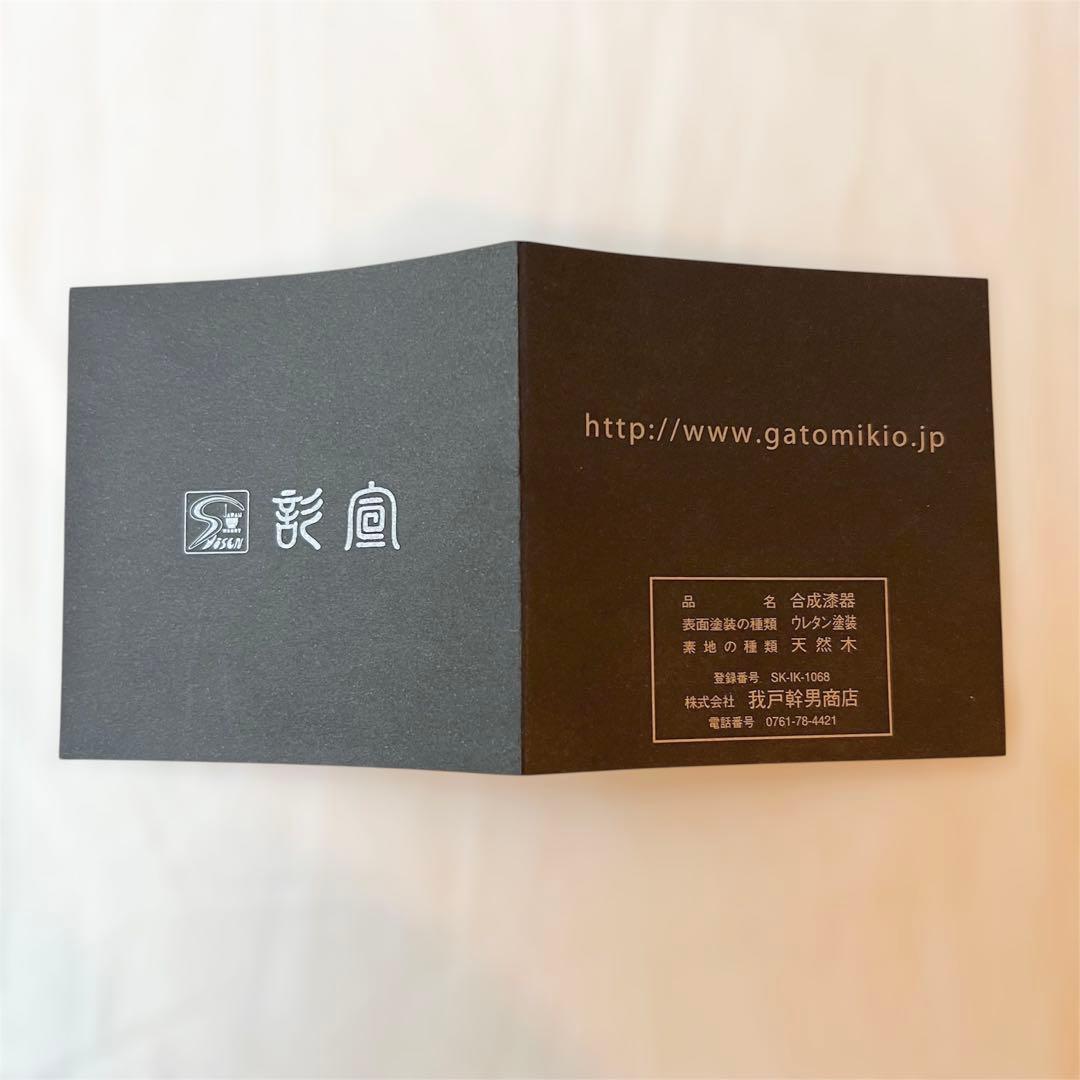 http://www.gatomikio.jp
品名 合成漆器
表面塗装の種類 ウレタン塗装
素地の種類 天然木
登録番号 SK-IK-1068
株式会社 我戸幹男商店
電話番号 0761-78-4421